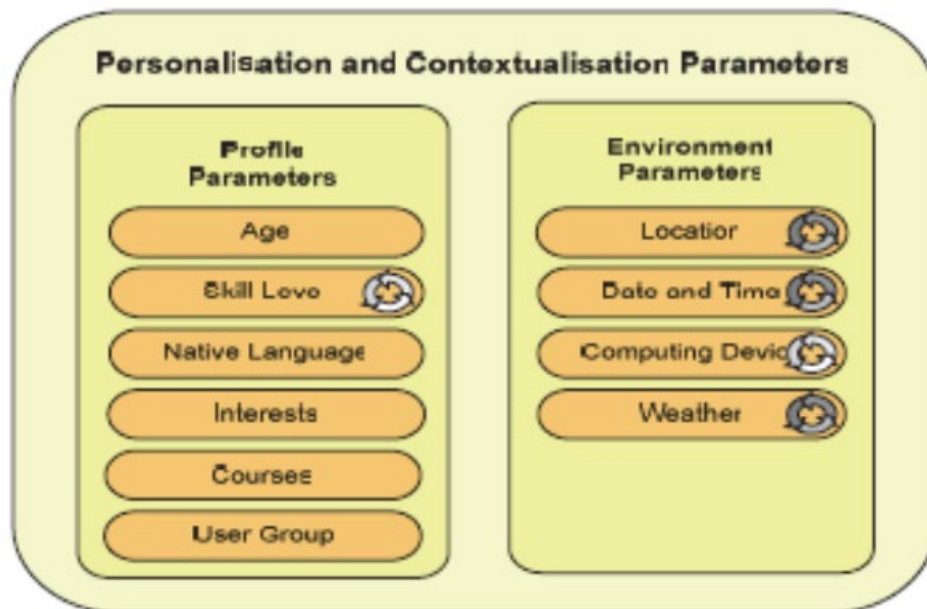 Personalisation and Contextualisation Parameters
Profile
Parameters
Age
Skill Leve
Native Language
Interests
Courses
User Group
Environment
Parameters
Location
Date and Time
Computing Devic
Weather